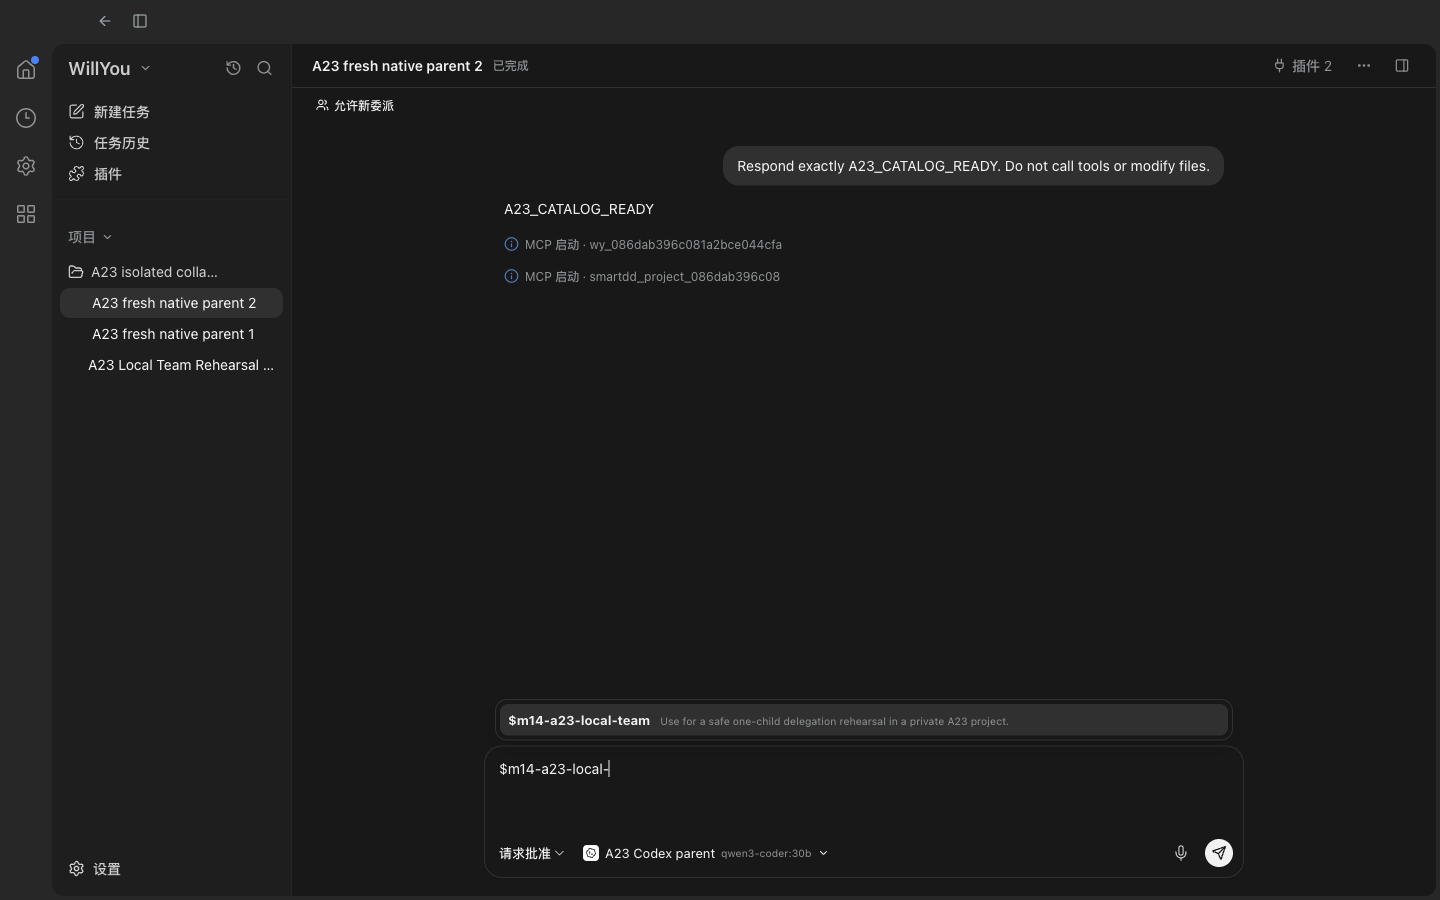 WillYou
新建任务
任务历史
插件
项目
A23 isolated colla...
A23 fresh native parent 2
A23 fresh native parent 1
A23 Local Team Rehearsal ...
设置
A23 fresh native parent 2 已完成
插件 2
允许新委派
Respond exactly A23_CATALOG_READY. Do not call tools or modify files.
A23_CATALOG_READY
MCP 启动 · wy_086dab396c081a2bce044cfa
MCP 启动 · smartdd_project_086dab396c08
$m14-a23-local-team Use for a safe one-child delegation rehearsal in a private A23 project.
$m14-a23-local-
请求批准 A23 Codex parent qwen3-coder:30b